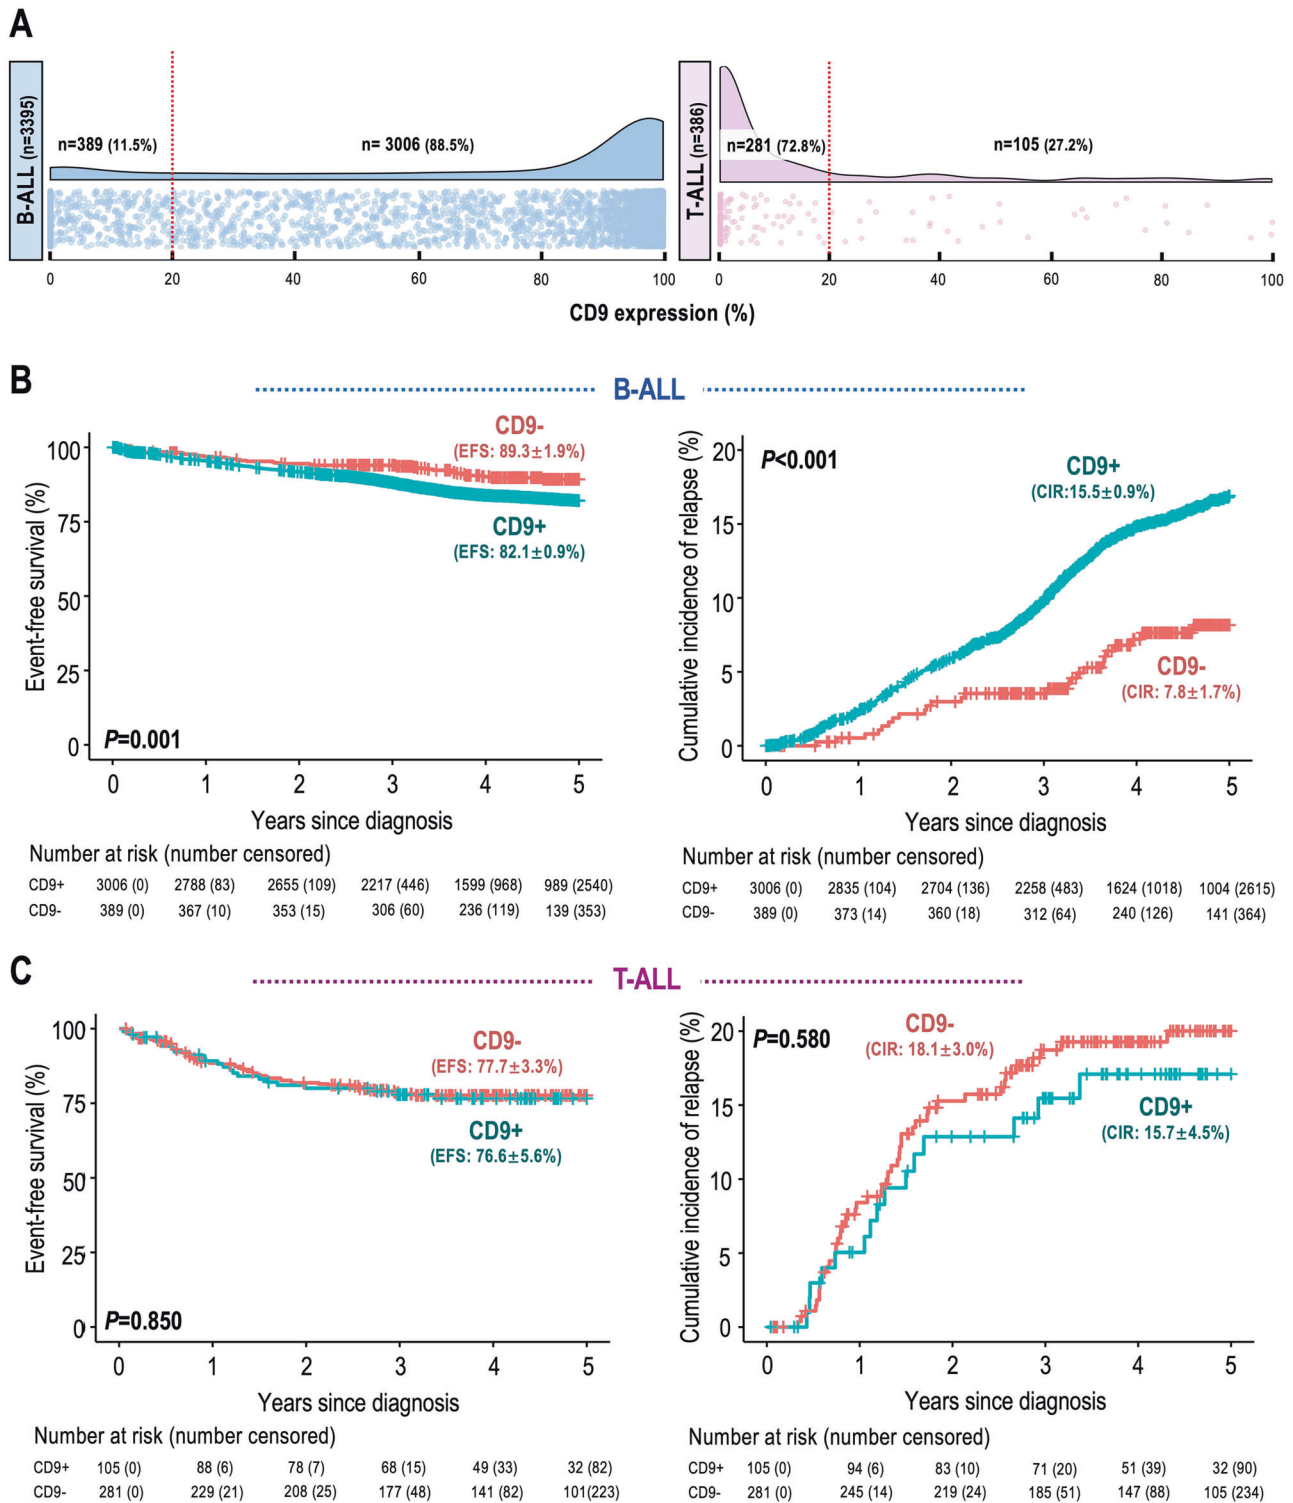 A
B-ALL (n=3395)
n=389 (11.5%)
n= 3006 (88.5%)
0 20 40 60 80 100
T-ALL (n=386)
n=281 (72.8%)
n=105 (27.2%)
0 20 40 60 80 100
CD9 expression (%)
B
B-ALL
Event-free survival (%)
100
75
50
25
0
CD9-
(EFS: 89.3±1.9%)
CD9+
(EFS: 82.1±0.9%)
P=0.001
0 1 2 3 4 5
Years since diagnosis
Number at risk (number censored)
CD9+ 3006 (0) 2788 (83) 2655 (109) 2217 (446) 1599 (968) 989 (2540)
CD9- 389 (0) 367 (10) 353 (15) 306 (60) 236 (119) 139 (353)
Cumulative incidence of relapse (%)
20
15
10
5
0
P<0.001
CD9+
(CIR:15.5±0.9%)
CD9-
(CIR: 7.8±1.7%)
0 1 2 3 4 5
Years since diagnosis
Number at risk (number censored)
CD9+ 3006 (0) 2835 (104) 2704 (136) 2258 (483) 1624 (1018) 1004 (2615)
CD9- 389 (0) 373 (14) 360 (18) 312 (64) 240 (126) 141 (364)
C
T-ALL
Event-free survival (%)
100
75
50
25
0
CD9-
(EFS: 77.7±3.3%)
CD9+
(EFS: 76.6±5.6%)
P=0.850
0 1 2 3 4 5
Years since diagnosis
Number at risk (number censored)
CD9+ 105 (0) 88 (6) 78 (7) 68 (15) 49 (33) 32 (82)
CD9- 281 (0) 229 (21) 208 (25) 177 (48) 141 (82) 101(223)
Cumulative incidence of relapse (%)
20
15
10
5
0
P=0.580
CD9-
(CIR: 18.1±3.0%)
CD9+
(CIR: 15.7±4.5%)
0 1 2 3 4 5
Years since diagnosis
Number at risk (number censored)
CD9+ 105 (0) 94 (6) 83 (10) 71 (20) 51 (39) 32 (90)
CD9- 281 (0) 245 (14) 219 (24) 185 (51) 147 (88) 105 (234)